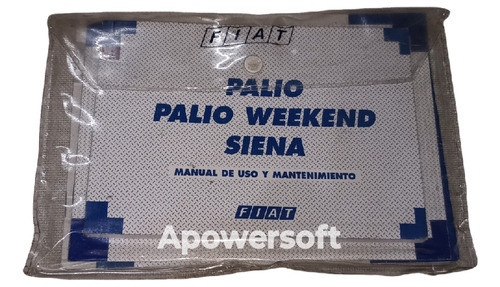 FIAT
PALIO
PALIO WEEKEND
SIENA
MANUAL DE USO Y MANTENIMIENTO
FIAT
Apowersoft